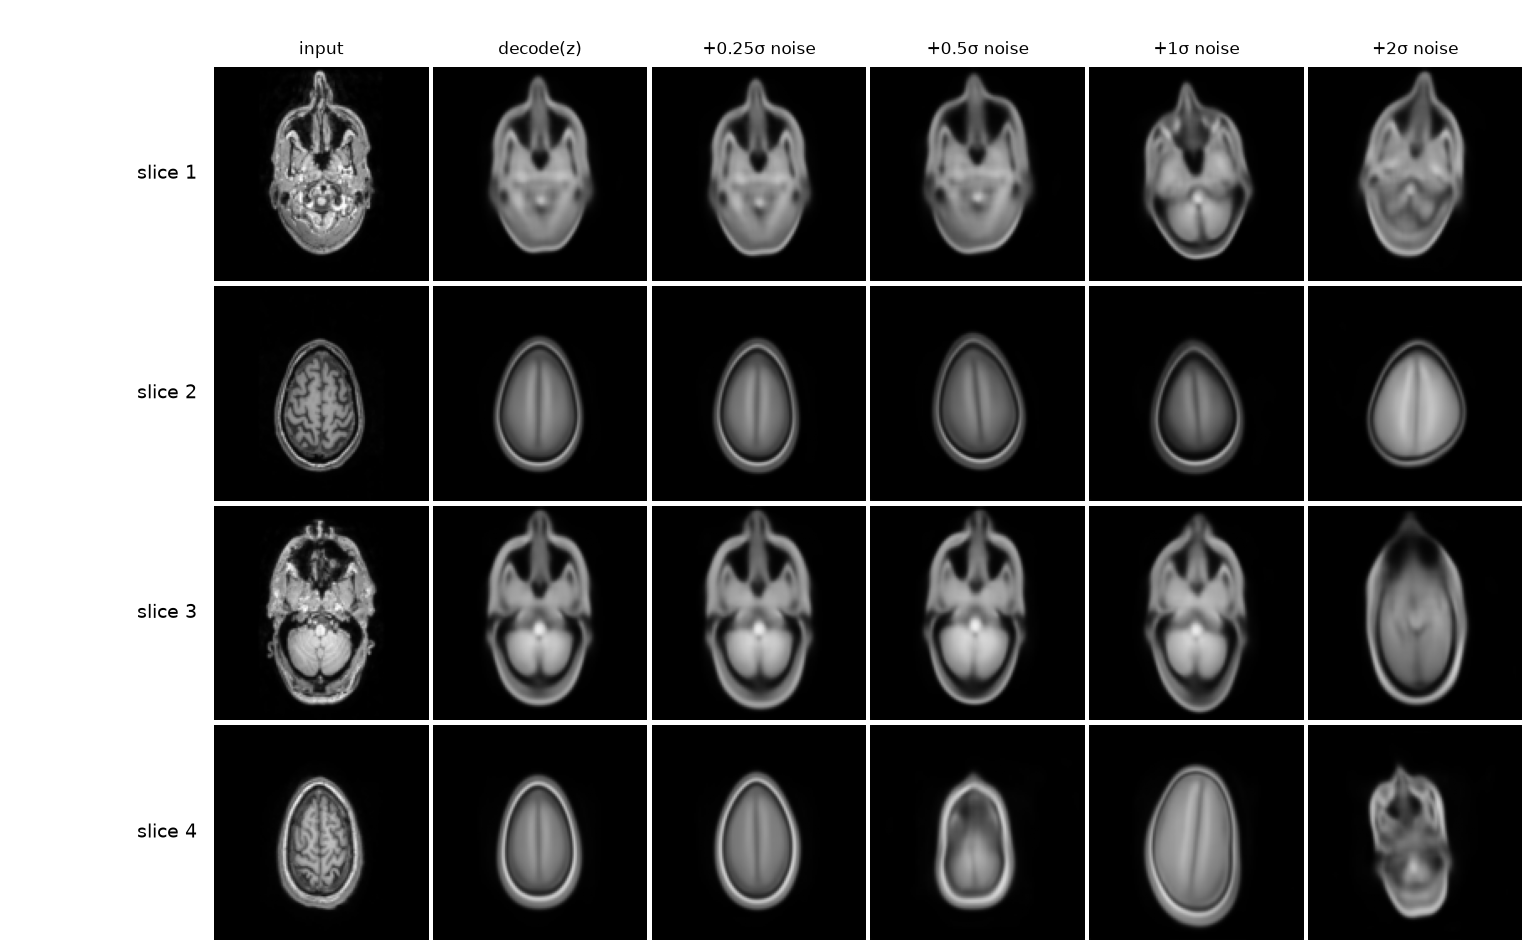 input decode(z) +0.25σ noise +0.5σ noise +1σ noise +2σ noise
slice 1
slice 2
slice 3
slice 4